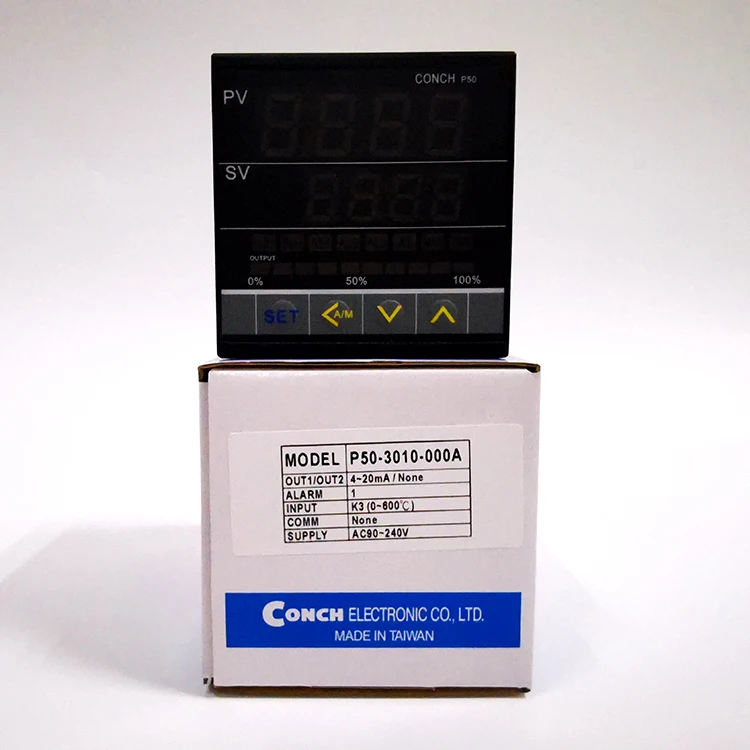 CONCH P50
PV
SV
OUTPUT
0% 50% 100%
SET A/M
MODEL P50-3010-000A
OUT1/OUT2 4~20mA / None
ALARM 1
INPUT K3 (0~600℃)
COMM None
SUPPLY AC90~240V
CONCH ELECTRONIC CO., LTD.
MADE IN TAIWAN